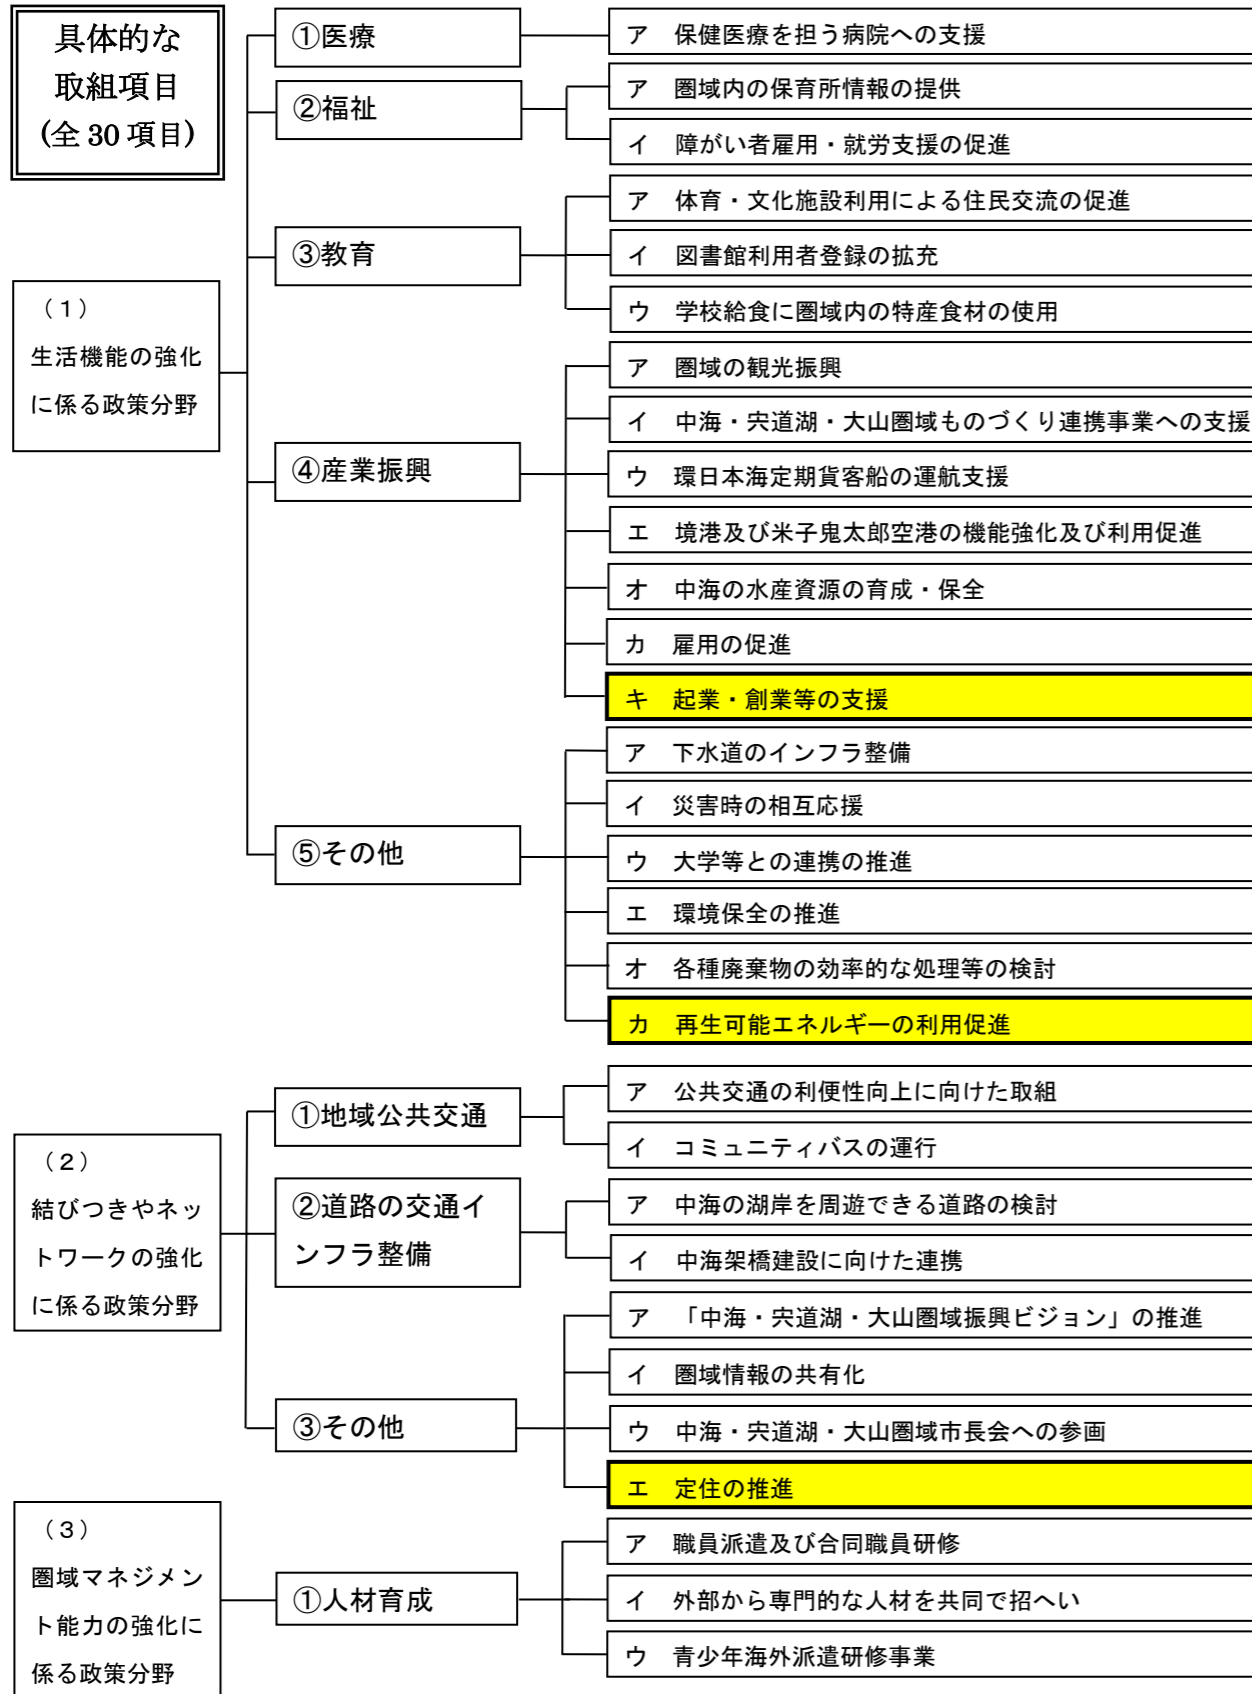 具体的な
取組項目
(全 30 項目)
（１）
生活機能の強化
に係る政策分野
①医療
ア　保健医療を担う病院への支援
②福祉
ア　圏域内の保育所情報の提供
イ　障がい者雇用・就労支援の促進
③教育
ア　体育・文化施設利用による住民交流の促進
イ　図書館利用者登録の拡充
ウ　学校給食に圏域内の特産食材の使用
④産業振興
ア　圏域の観光振興
イ　中海・宍道湖・大山圏域ものづくり連携事業への支援
ウ　環日本海定期貨客船の運航支援
エ　境港及び米子鬼太郎空港の機能強化及び利用促進
オ　中海の水産資源の育成・保全
カ　雇用の促進
キ　起業・創業等の支援
⑤その他
ア　下水道のインフラ整備
イ　災害時の相互応援
ウ　大学等との連携の推進
エ　環境保全の推進
オ　各種廃棄物の効率的な処理等の検討
カ　再生可能エネルギーの利用促進
（２）
結びつきやネッ
トワークの強化
に係る政策分野
①地域公共交通
ア　公共交通の利便性向上に向けた取組
イ　コミュニティバスの運行
②道路の交通イ
ンフラ整備
ア　中海の湖岸を周遊できる道路の検討
イ　中海架橋建設に向けた連携
③その他
ア　「中海・宍道湖・大山圏域振興ビジョン」の推進
イ　圏域情報の共有化
ウ　中海・宍道湖・大山圏域市長会への参画
エ　定住の推進
（３）
圏域マネジメン
ト能力の強化に
係る政策分野
①人材育成
ア　職員派遣及び合同職員研修
イ　外部から専門的な人材を共同で招へい
ウ　青少年海外派遣研修事業